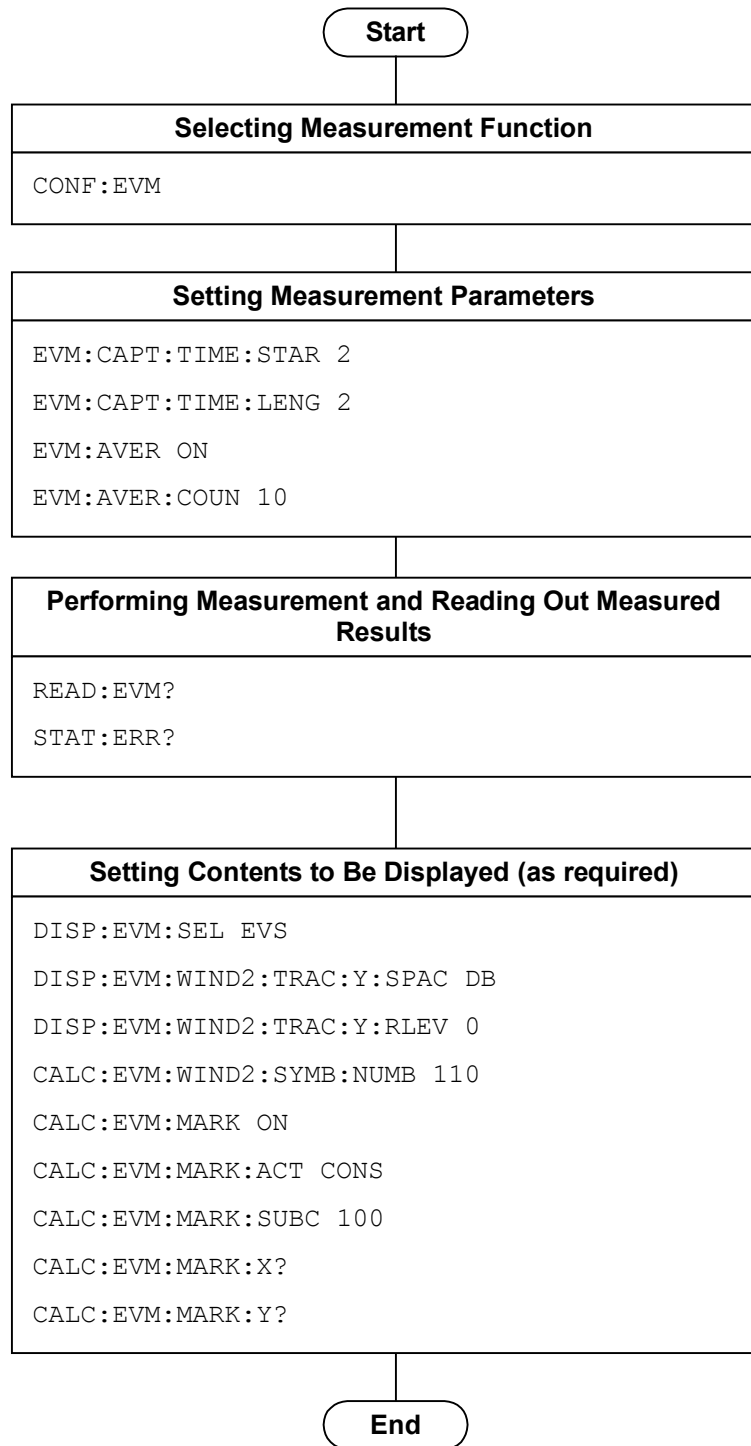 Start
Selecting Measurement Function
CONF:EVM
Setting Measurement Parameters
EVM:CAPT:TIME:STAR 2
EVM:CAPT:TIME:LENG 2
EVM:AVER ON
EVM:AVER:COUN 10
Performing Measurement and Reading Out Measured
Results
READ:EVM?
STAT:ERR?
Setting Contents to Be Displayed (as required)
DISP:EVM:SEL EVS
DISP:EVM:WIND2:TRAC:Y:SPAC DB
DISP:EVM:WIND2:TRAC:Y:RLEV 0
CALC:EVM:WIND2:SYMB:NUMB 110
CALC:EVM:MARK ON
CALC:EVM:MARK:ACT CONS
CALC:EVM:MARK:SUBC 100
CALC:EVM:MARK:X?
CALC:EVM:MARK:Y?
End